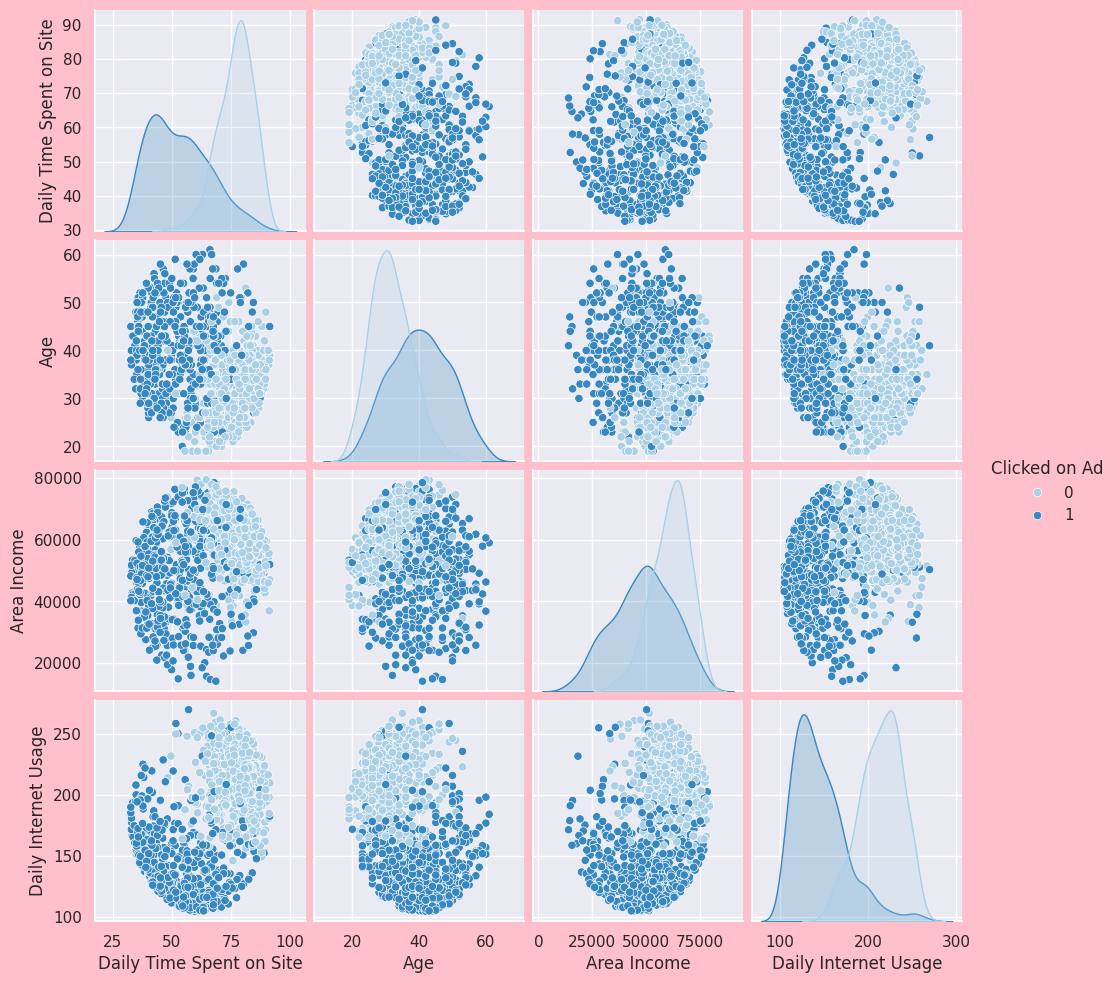 Daily Time Spent on Site
90
80
70
60
50
40
30
Age
60
50
40
30
20
Area Income
80000
60000
40000
20000
Daily Internet Usage
250
200
150
100
25 50 75 100
20 40 60
0 25000 50000 75000
100 200 300
Daily Time Spent on Site
Age
Area Income
Daily Internet Usage
Clicked on Ad
0
1